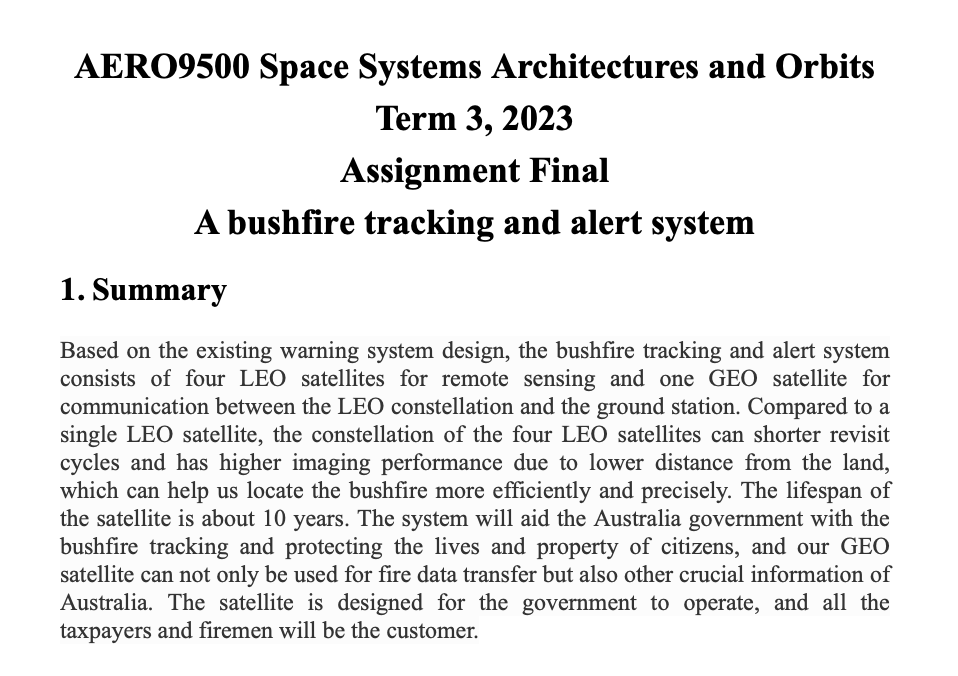 AERO9500 Space Systems Architectures and Orbits
Term 3, 2023
Assignment Final
A bushfire tracking and alert system
1. Summary
Based on the existing warning system design, the bushfire tracking and alert system
consists of four LEO satellites for remote sensing and one GEO satellite for
communication between the LEO constellation and the ground station. Compared to a
single LEO satellite, the constellation of the four LEO satellites can shorter revisit
cycles and has higher imaging performance due to lower distance from the land,
which can help us locate the bushfire more efficiently and precisely. The lifespan of
the satellite is about 10 years. The system will aid the Australia government with the
bushfire tracking and protecting the lives and property of citizens, and our GEO
satellite can not only be used for fire data transfer but also other crucial information of
Australia. The satellite is designed for the government to operate, and all the
taxpayers and firemen will be the customer.